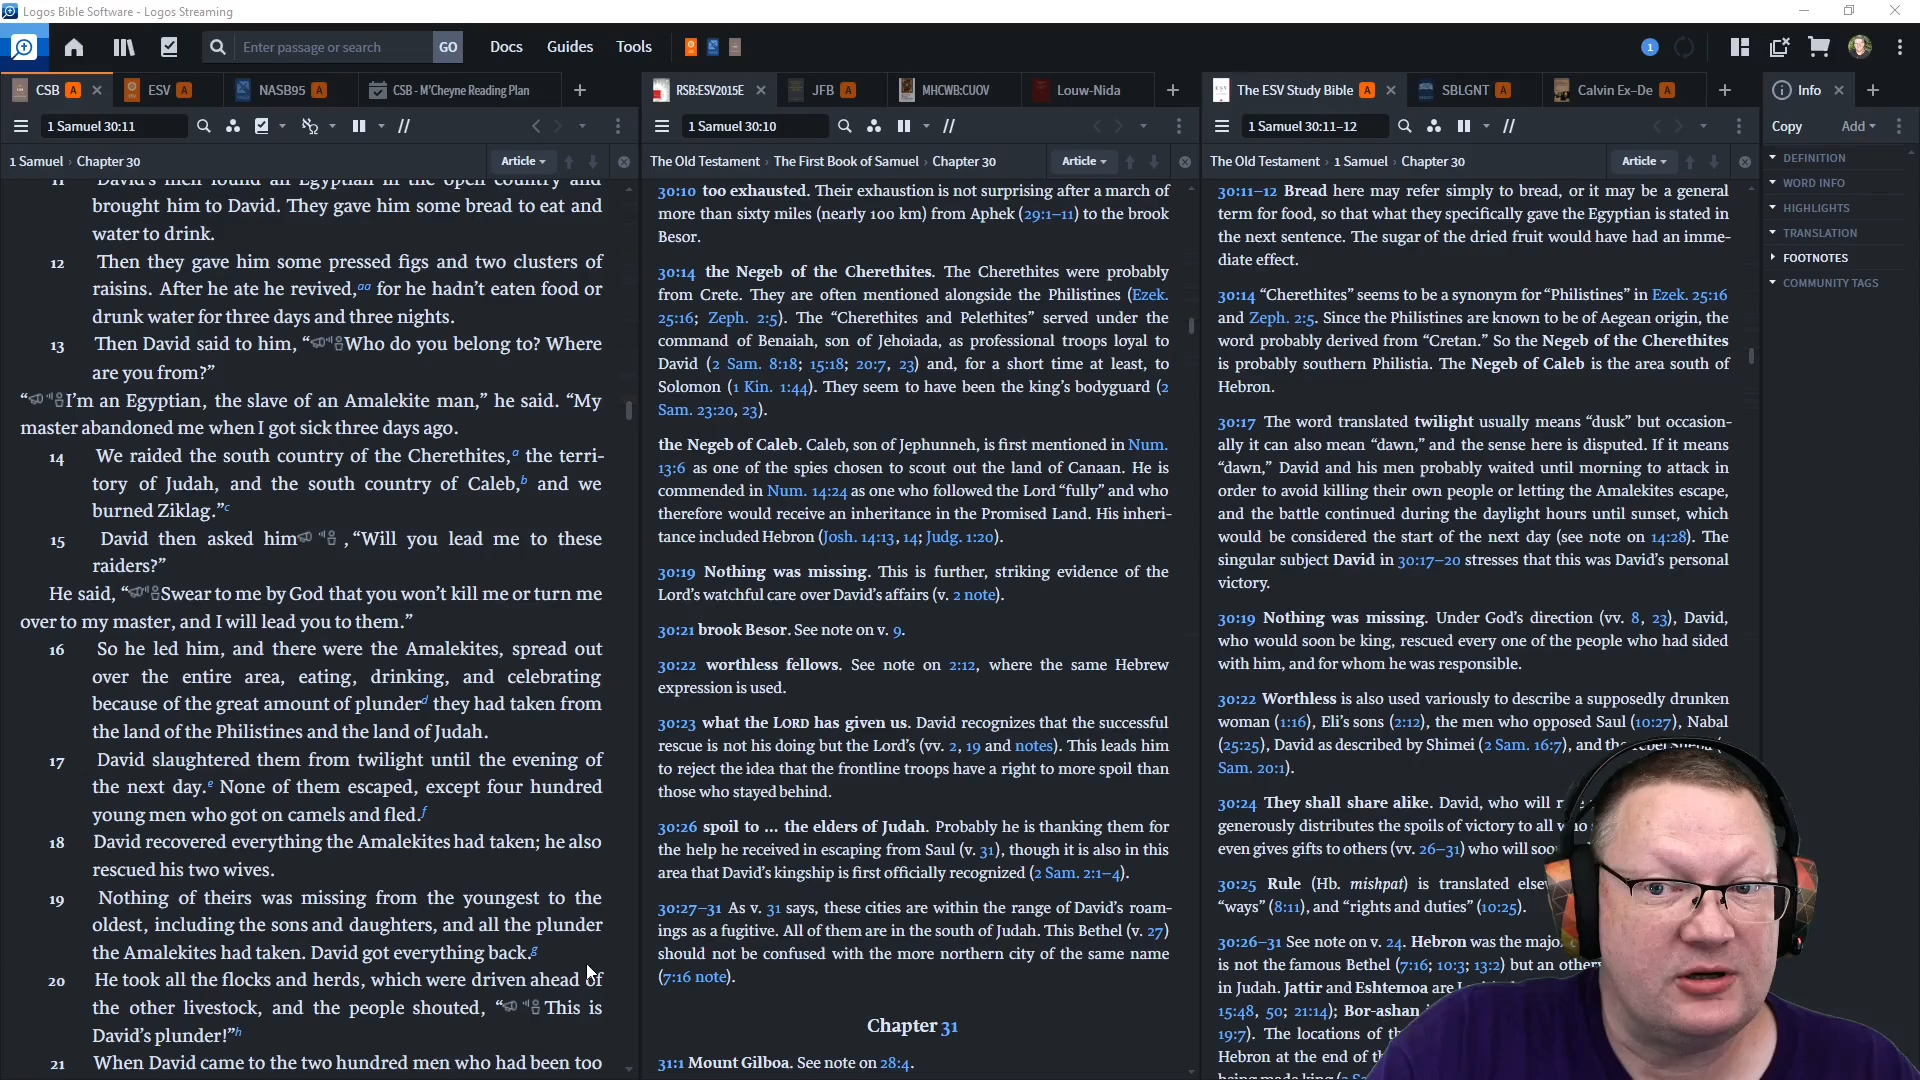 Logos Bible Software - Logos Streaming
Enter passage or search GO Docs Guides Tools 1
CSB A ESV A NASB95 A CSB - M'Cheyne Reading Plan
1 Samuel 30:11
1 Samuel › Chapter 30 Article
11 David's men found an Egyptian in the open country and
brought him to David. They gave him some bread to eat and
water to drink.
12 Then they gave him some pressed figs and two clusters of
raisins. After he ate he revived,aa for he hadn't eaten food or
drunk water for three days and three nights.
13 Then David said to him, “Who do you belong to? Where
are you from?”
“I'm an Egyptian, the slave of an Amalekite man,” he said. “My
master abandoned me when I got sick three days ago.
14 We raided the south country of the Cherethites,a the terri-
tory of Judah, and the south country of Caleb,b and we
burned Ziklag.”c
15 David then asked him, “Will you lead me to these
raiders?”
He said, “Swear to me by God that you won't kill me or turn me
over to my master, and I will lead you to them.”
16 So he led him, and there were the Amalekites, spread out
over the entire area, eating, drinking, and celebrating
because of the great amount of plunderd they had taken from
the land of the Philistines and the land of Judah.
17 David slaughtered them from twilight until the evening of
the next day.e None of them escaped, except four hundred
young men who got on camels and fled.f
18 David recovered everything the Amalekites had taken; he also
rescued his two wives.
19 Nothing of theirs was missing from the youngest to the
oldest, including the sons and daughters, and all the plunder
the Amalekites had taken. David got everything back.g
20 He took all the flocks and herds, which were driven ahead of
the other livestock, and the people shouted, “This is
David's plunder!”h
21 When David came to the two hundred men who had been too
RSB:ESV2015E JFB A MHCWB:CUOV Louw-Nida
1 Samuel 30:10
The Old Testament › The First Book of Samuel › Chapter 30 Article
30:10 too exhausted. Their exhaustion is not surprising after a march of
more than sixty miles (nearly 100 km) from Aphek (29:1–11) to the brook
Besor.
30:14 the Negeb of the Cherethites. The Cherethites were probably
from Crete. They are often mentioned alongside the Philistines (Ezek.
25:16; Zeph. 2:5). The “Cherethites and Pelethites” served under the
command of Benaiah, son of Jehoiada, as professional troops loyal to
David (2 Sam. 8:18; 15:18; 20:7, 23) and, for a short time at least, to
Solomon (1 Kin. 1:44). They seem to have been the king's bodyguard (2
Sam. 23:20, 23).
the Negeb of Caleb. Caleb, son of Jephunneh, is first mentioned in Num.
13:6 as one of the spies chosen to scout out the land of Canaan. He is
commended in Num. 14:24 as one who followed the Lord “fully” and who
therefore would receive an inheritance in the Promised Land. His inheri-
tance included Hebron (Josh. 14:13, 14; Judg. 1:20).
30:19 Nothing was missing. This is further, striking evidence of the
Lord's watchful care over David's affairs (v. 2 note).
30:21 brook Besor. See note on v. 9.
30:22 worthless fellows. See note on 2:12, where the same Hebrew
expression is used.
30:23 what the LORD has given us. David recognizes that the successful
rescue is not his doing but the Lord's (vv. 2, 19 and notes). This leads him
to reject the idea that the frontline troops have a right to more spoil than
those who stayed behind.
30:26 spoil to ... the elders of Judah. Probably he is thanking them for
the help he received in escaping from Saul (v. 31), though it is also in this
area that David's kingship is first officially recognized (2 Sam. 2:1–4).
30:27–31 As v. 31 says, these cities are within the range of David's roam-
ings as a fugitive. All of them are in the south of Judah. This Bethel (v. 27)
should not be confused with the more northern city of the same name
(7:16 note).
Chapter 31
31:1 Mount Gilboa. See note on 28:4.
The ESV Study Bible A SBLGNT A Calvin Ex–De A
1 Samuel 30:11–12
The Old Testament › 1 Samuel › Chapter 30 Article
30:11–12 Bread here may refer simply to bread, or it may be a general
term for food, so that what they specifically gave the Egyptian is stated in
the next sentence. The sugar of the dried fruit would have had an imme-
diate effect.
30:14 “Cherethites” seems to be a synonym for “Philistines” in Ezek. 25:16
and Zeph. 2:5. Since the Philistines are known to be of Aegean origin, the
word probably derived from “Cretan.” So the Negeb of the Cherethites
is probably southern Philistia. The Negeb of Caleb is the area south of
Hebron.
30:17 The word translated twilight usually means “dusk” but occasion-
ally it can also mean “dawn,” and the sense here is disputed. If it means
“dawn,” David and his men probably waited until morning to attack in
order to avoid killing their own people or letting the Amalekites escape,
and the battle continued during the daylight hours until sunset, which
would be considered the start of the next day (see note on 14:28). The
singular subject David in 30:17–20 stresses that this was David's personal
victory.
30:19 Nothing was missing. Under God's direction (vv. 8, 23), David,
who would soon be king, rescued every one of the people who had sided
with him, and for whom he was responsible.
30:22 Worthless is also used variously to describe a supposedly drunken
woman (1:16), Eli's sons (2:12), the men who opposed Saul (10:27), Nabal
(25:25), David as described by Shimei (2 Sam. 16:7), and the rebel Sheba (
Sam. 20:1).
30:24 They shall share alike. David, who will
generously distributes the spoils of victory to all who
even gives gifts to others (vv. 26–31) who will
30:25 Rule (Hb. mishpat) is translated
“ways” (8:11), and “rights and duties” (10:25).
30:26–31 See note on v. 24. Hebron was the
is not the famous Bethel (7:16; 10:3; 13:2) but an
in Judah. Jattir and Eshtemoa are
15:48, 50; 21:14); Bor-ashan
19:7). The locations of
Hebron at the end of
being made king
Info
Copy Add
DEFINITION
WORD INFO
HIGHLIGHTS
TRANSLATION
FOOTNOTES
COMMUNITY TAGS